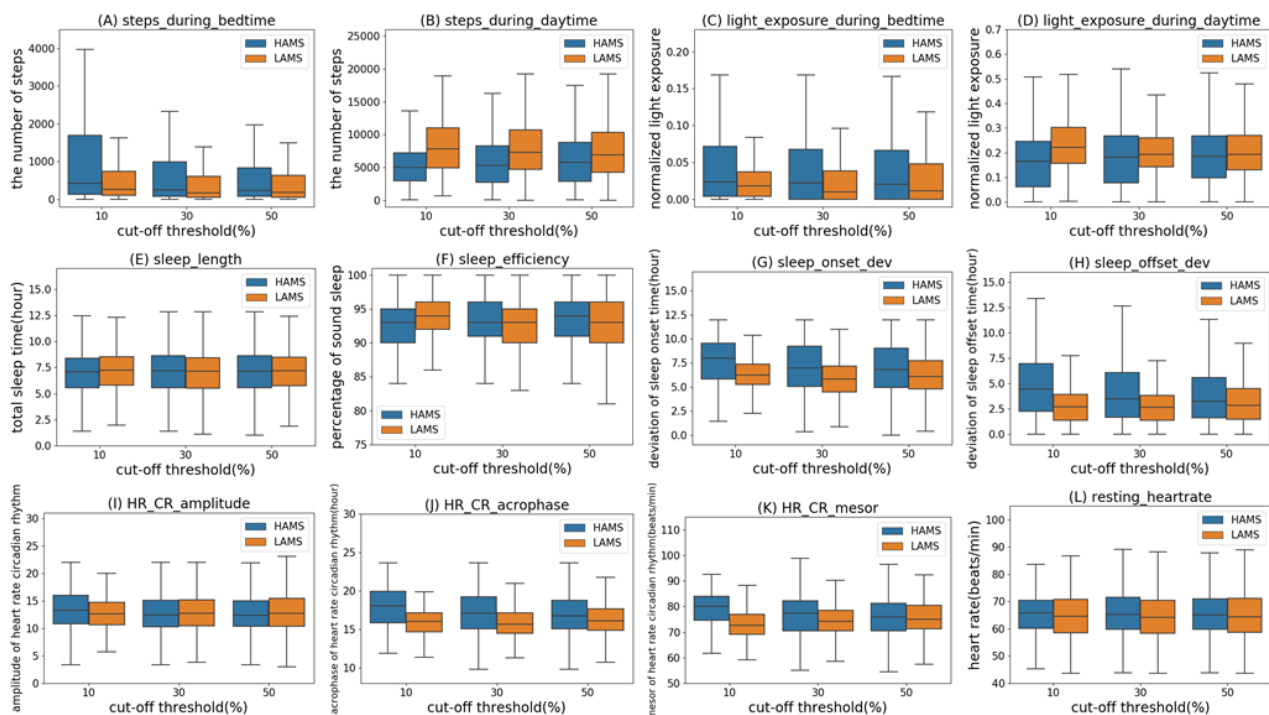 (A) steps_during_bedtime
the number of steps
4000
3000
2000
1000
0
HAMS
LAMS
10
30
50
cut-off threshold(%)
(B) steps_during_daytime
the number of steps
25000
20000
15000
10000
5000
0
HAMS
LAMS
10
30
50
cut-off threshold(%)
(C) light_exposure_during_bedtime
normalized light exposure
0.20
0.15
0.10
0.05
0.00
HAMS
LAMS
10
30
50
cut-off threshold(%)
(D) light_exposure_during_daytime
normalized light exposure
0.7
0.6
0.5
0.4
0.3
0.2
0.1
0.0
HAMS
LAMS
10
30
50
cut-off threshold(%)
(E) sleep_length
total sleep time(hour)
15.0
12.5
10.0
7.5
5.0
2.5
0.0
HAMS
LAMS
10
30
50
cut-off threshold(%)
(F) sleep_efficiency
percentage of sound sleep
100
95
90
85
80
75
HAMS
LAMS
10
30
50
cut-off threshold(%)
(G) sleep_onset_dev
deviation of sleep onset time(hour)
15.0
12.5
10.0
7.5
5.0
2.5
0.0
HAMS
LAMS
10
30
50
cut-off threshold(%)
(H) sleep_offset_dev
deviation of sleep offset time(hour)
15.0
12.5
10.0
7.5
5.0
2.5
0.0
HAMS
LAMS
10
30
50
cut-off threshold(%)
(I) HR_CR_amplitude
amplitude of heart rate circadian rhythm
30
25
20
15
10
5
0
HAMS
LAMS
10
30
50
cut-off threshold(%)
(J) HR_CR_acrophase
acrophase of heart rate circadian rhythm(hour)
30
25
20
15
10
HAMS
LAMS
10
30
50
cut-off threshold(%)
(K) HR_CR_mesor
mesor of heart rate circadian rhythm(beats/min)
110
100
90
80
70
60
50
HAMS
LAMS
10
30
50
cut-off threshold(%)
(L) resting_heartrate
heart rate(beats/min)
100
90
80
70
60
50
40
HAMS
LAMS
10
30
50
cut-off threshold(%)